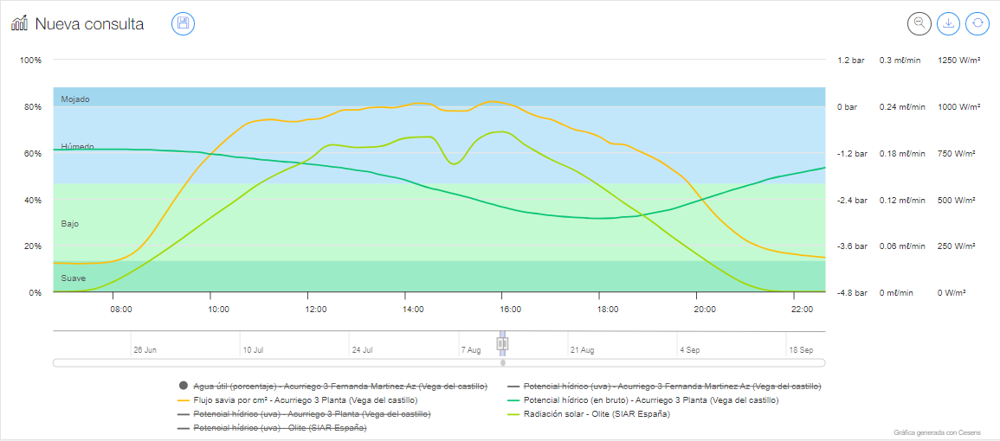 Nueva consulta
100% 1.2 bar 0.3 mℓ/min 1250 W/m²
Mojado
80% 0 bar 0.24 mℓ/min 1000 W/m²
Húmedo
60% -1.2 bar 0.18 mℓ/min 750 W/m²
40% -2.4 bar 0.12 mℓ/min 500 W/m²
Bajo
20% -3.6 bar 0.06 mℓ/min 250 W/m²
Suave
0% -4.8 bar 0 mℓ/min 0 W/m²
08:00 10:00 12:00 14:00 16:00 18:00 20:00 22:00
26 Jun 10 Jul 24 Jul 7 Aug 21 Aug 4 Sep 18 Sep
Agua útil (porcentaje) - Acurriego 3 Fernanda Martinez Az (Vega del castillo) Potencial hídrico (uva) - Acurriego 3 Fernanda Martinez Az (Vega del castillo)
Flujo savia por cm² - Acurriego 3 Planta (Vega del castillo) Potencial hídrico (en bruto) - Acurriego 3 Planta (Vega del castillo)
Potencial hídrico (uva) - Acurriego 3 Planta (Vega del castillo) Radiación solar - Olite (SIAR España)
Potencial hídrico (uva) - Olite (SIAR España)
Gráfica generada con Cesens